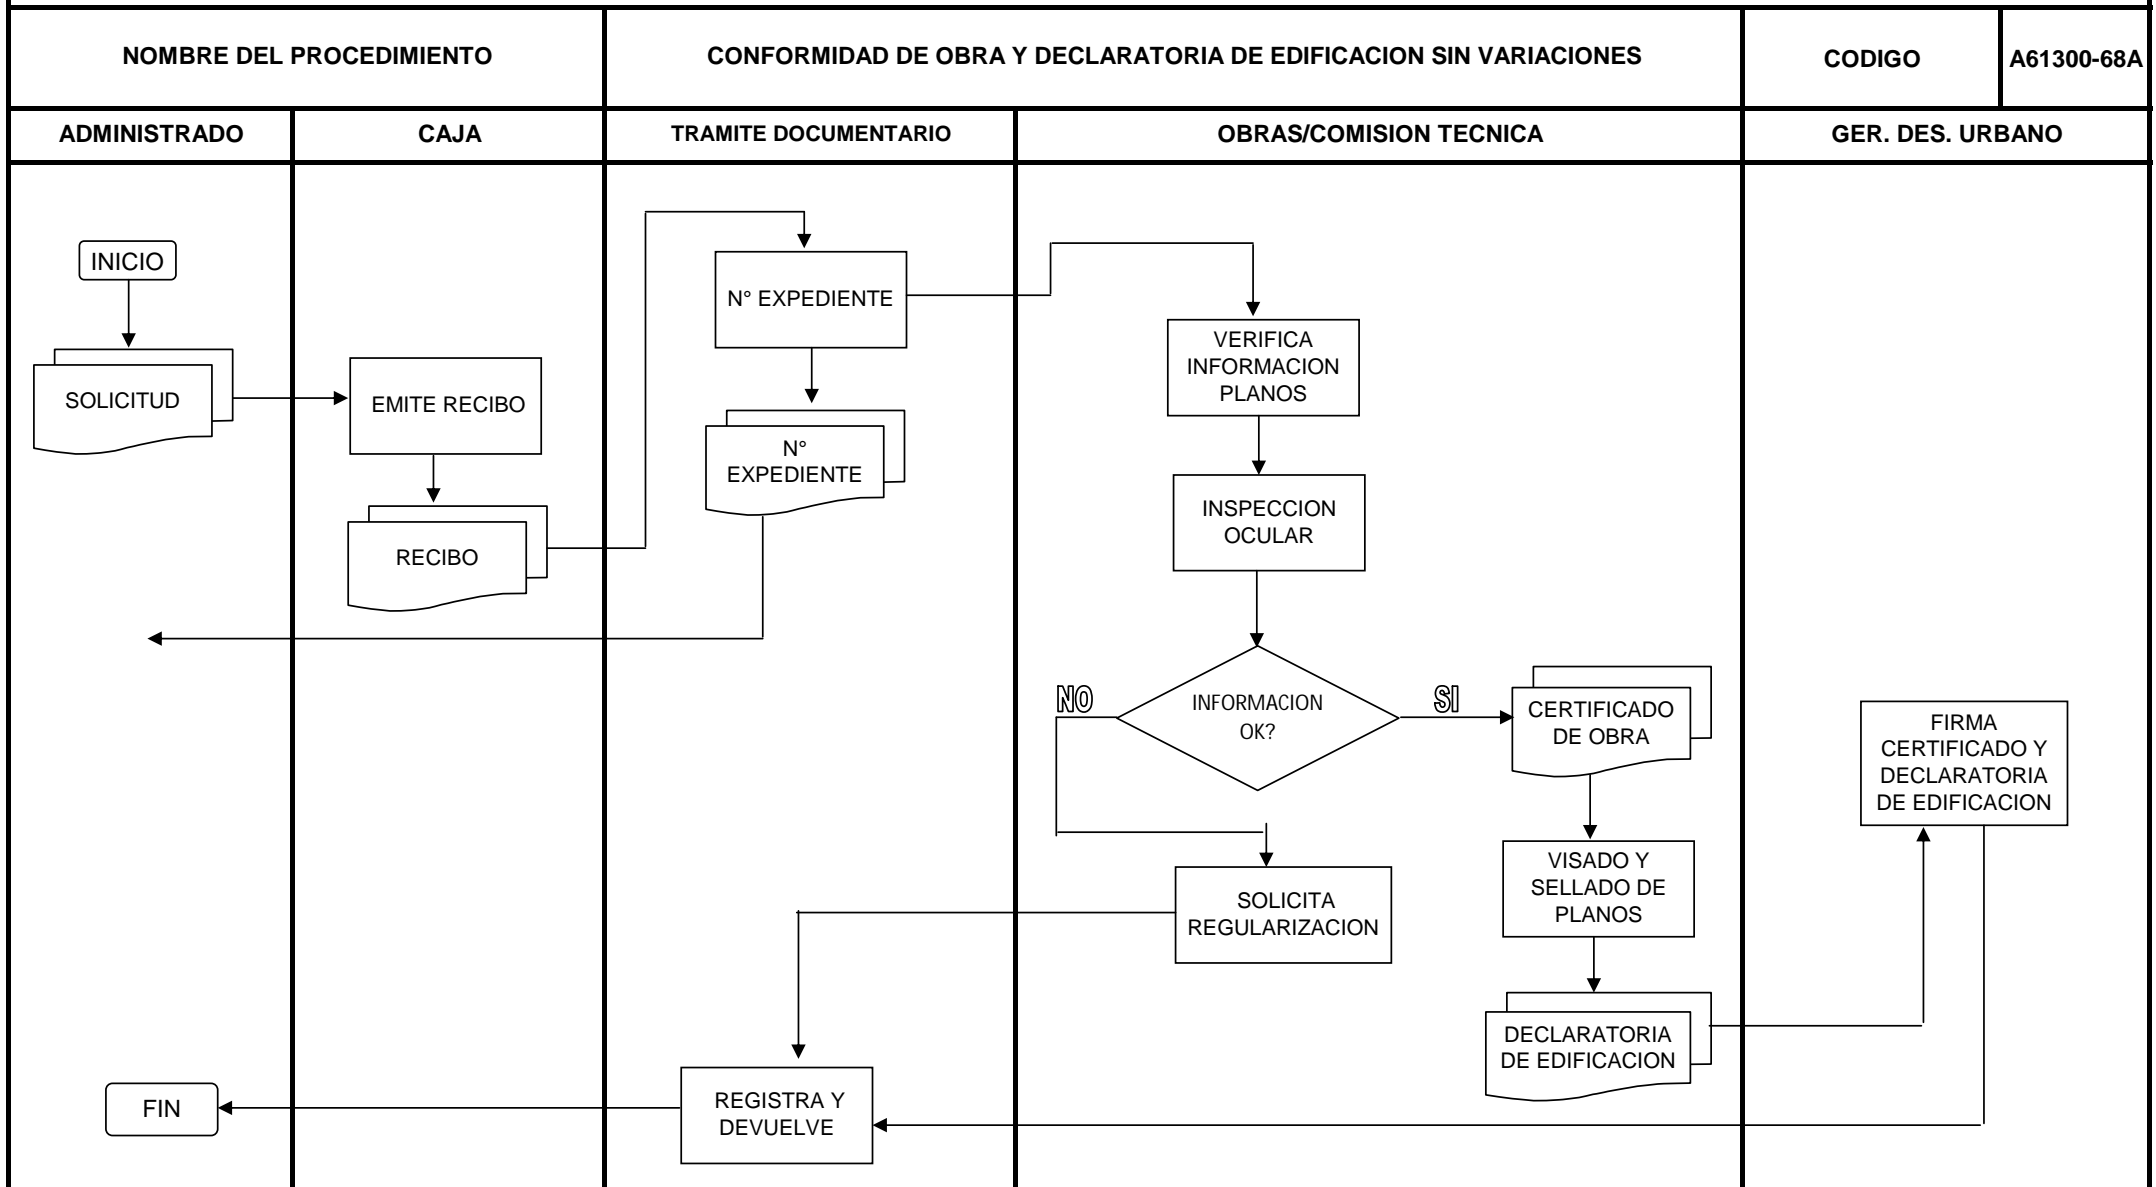 NOMBRE DEL PROCEDIMIENTO
CONFORMIDAD DE OBRA Y DECLARATORIA DE EDIFICACION SIN VARIACIONES
CODIGO
A61300-68A
ADMINISTRADO
CAJA
TRAMITE DOCUMENTARIO
OBRAS/COMISION TECNICA
GER. DES. URBANO
INICIO
SOLICITUD
EMITE RECIBO
RECIBO
N° EXPEDIENTE
N°
EXPEDIENTE
VERIFICA
INFORMACION
PLANOS
INSPECCION
OCULAR
INFORMACION
OK?
NO
SI
CERTIFICADO
DE OBRA
VISADO Y
SELLADO DE
PLANOS
DECLARATORIA
DE EDIFICACION
FIRMA
CERTIFICADO Y
DECLARATORIA
DE EDIFICACION
SOLICITA
REGULARIZACION
REGISTRA Y
DEVUELVE
FIN